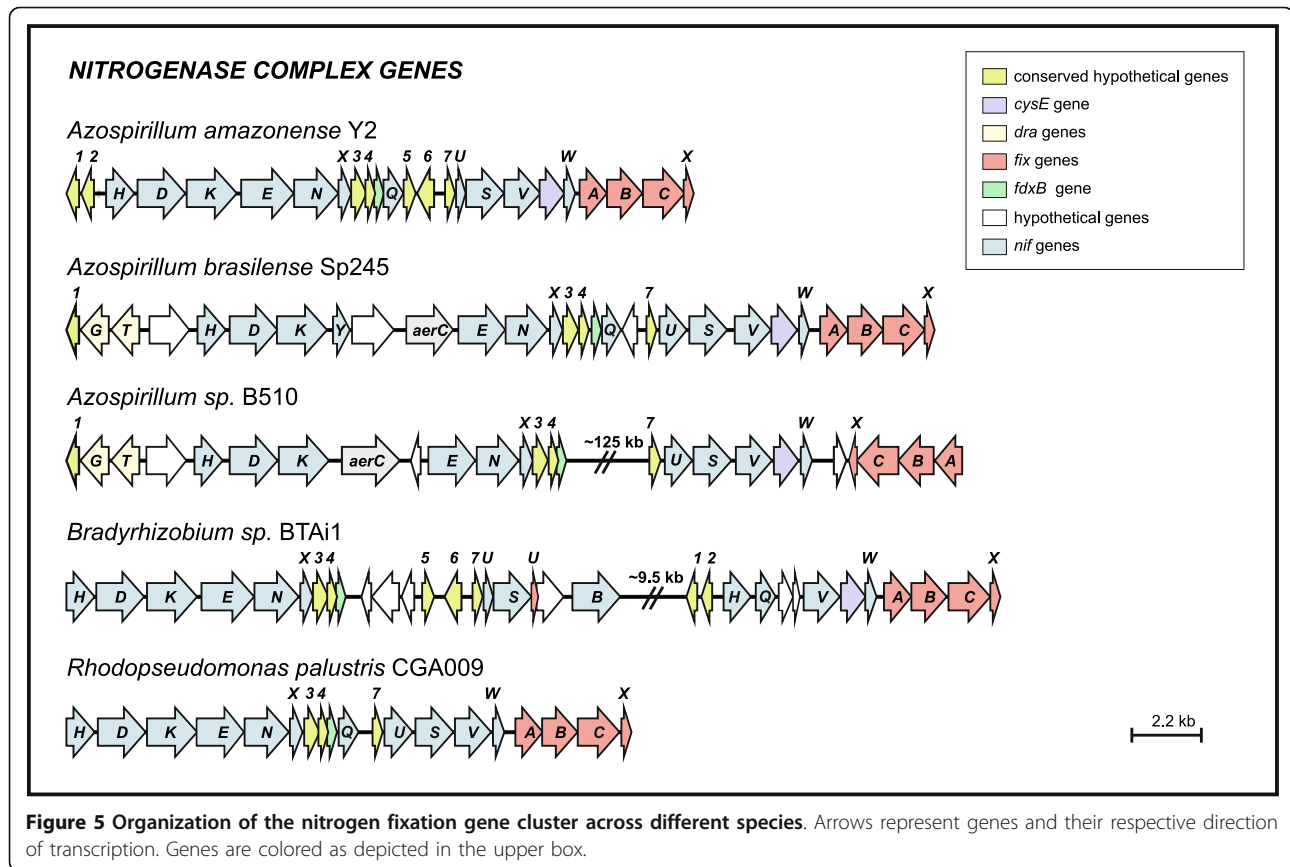 NITROGENASE COMPLEX GENES
conserved hypothetical genes
cysE gene
dra genes
fix genes
fdxB gene
hypothetical genes
nif genes
Azospirillum amazonense Y2
1 2 X 3 4 5 6 7 U W X
H D K E N Q S V A B C
Azospirillum brasilense Sp245
1 X 3 4 7 W X
G T H D K Y aerC E N Q U S V A B C
Azospirillum sp. B510
1 X 3 4 ~125 kb 7 W X
G T H D K aerC E N U S V C B A
Bradyrhizobium sp. BTAi1
X 3 4 5 6 7 U U ~9.5 kb 1 2 W X
H D K E N S B H Q V A B C
Rhodopseudomonas palustris CGA009
X 3 4 7 W X
H D K E N Q U S V A B C
2.2 kb
Figure 5 Organization of the nitrogen fixation gene cluster across different species. Arrows represent genes and their respective direction
of transcription. Genes are colored as depicted in the upper box.